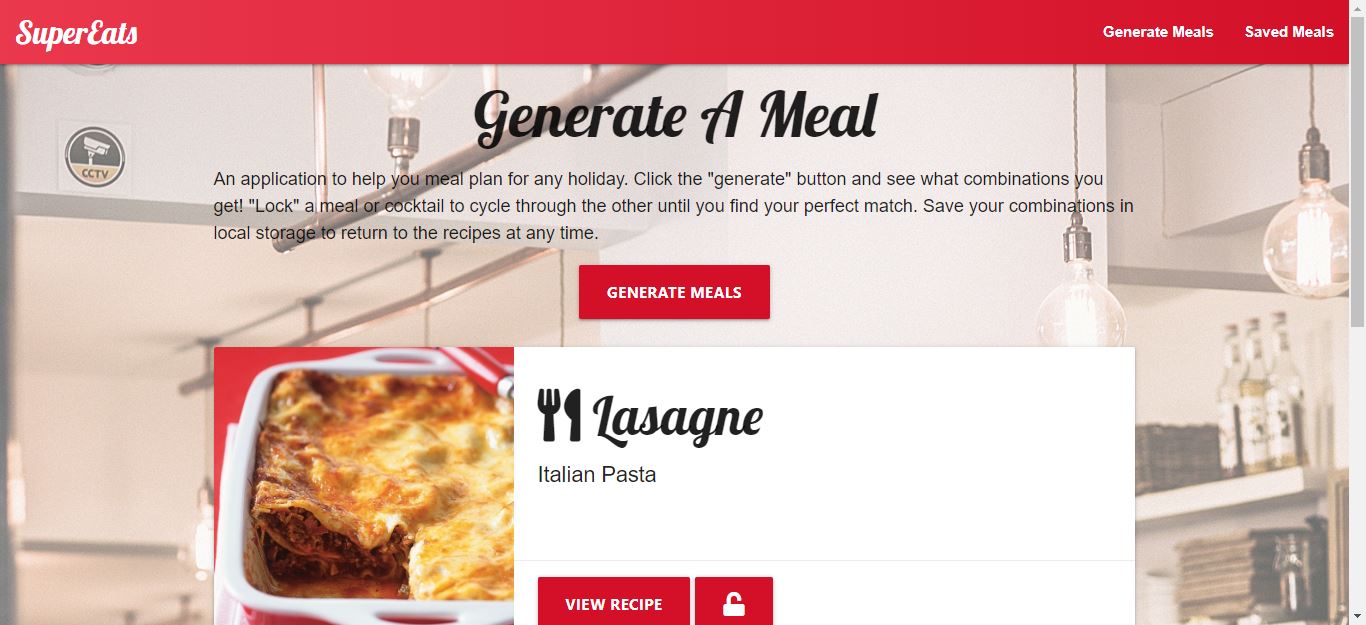 SuperEats
Generate Meals
Saved Meals
CCTV
Generate A Meal
An application to help you meal plan for any holiday. Click the "generate" button and see what combinations you
get! "Lock" a meal or cocktail to cycle through the other until you find your perfect match. Save your combinations in
local storage to return to the recipes at any time.
GENERATE MEALS
Lasagne
Italian Pasta
VIEW RECIPE